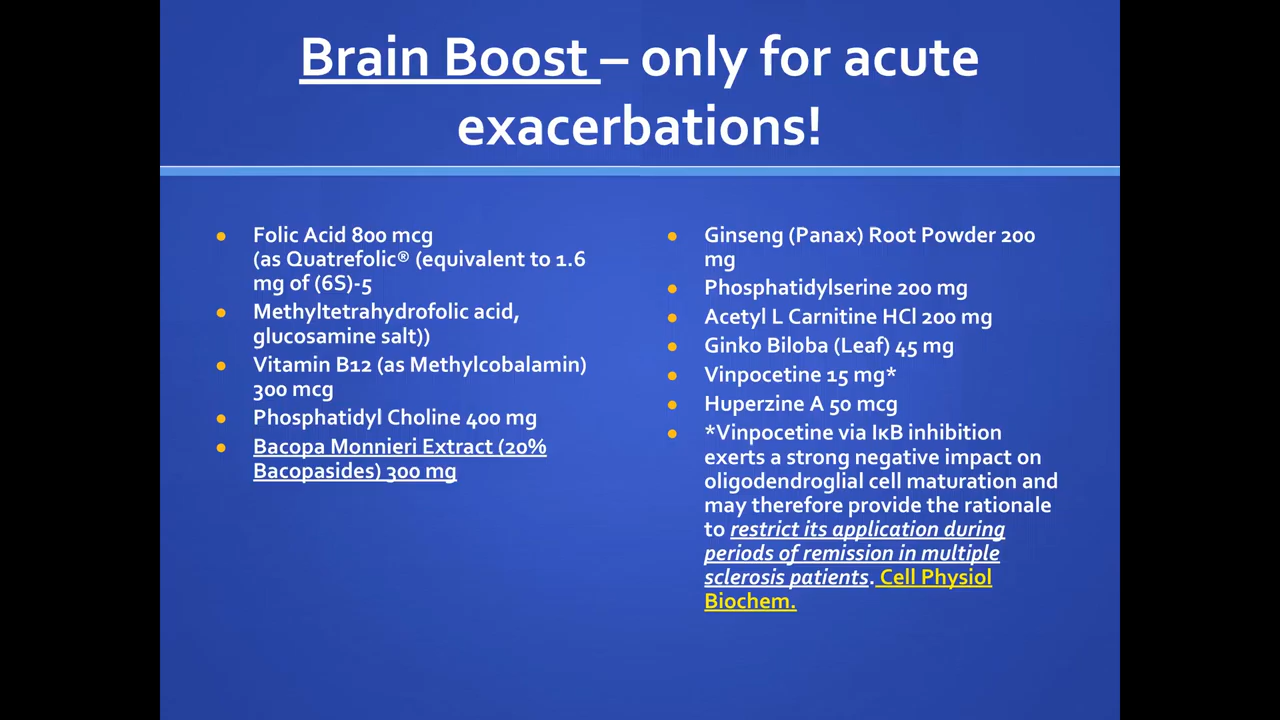 Brain Boost – only for acute
exacerbations!
Folic Acid 800 mcg
(as Quatrefolic® (equivalent to 1.6
mg of (6S)-5
Methyltetrahydrofolic acid,
glucosamine salt))
Vitamin B12 (as Methylcobalamin)
300 mcg
Phosphatidyl Choline 400 mg
Bacopa Monnieri Extract (20%
Bacopasides) 300 mg
Ginseng (Panax) Root Powder 200
mg
Phosphatidylserine 200 mg
Acetyl L Carnitine HCl 200 mg
Ginko Biloba (Leaf) 45 mg
Vinpocetine 15 mg*
Huperzine A 50 mcg
*Vinpocetine via IκB inhibition
exerts a strong negative impact on
oligodendroglial cell maturation and
may therefore provide the rationale
to restrict its application during
periods of remission in multiple
sclerosis patients. Cell Physiol
Biochem.